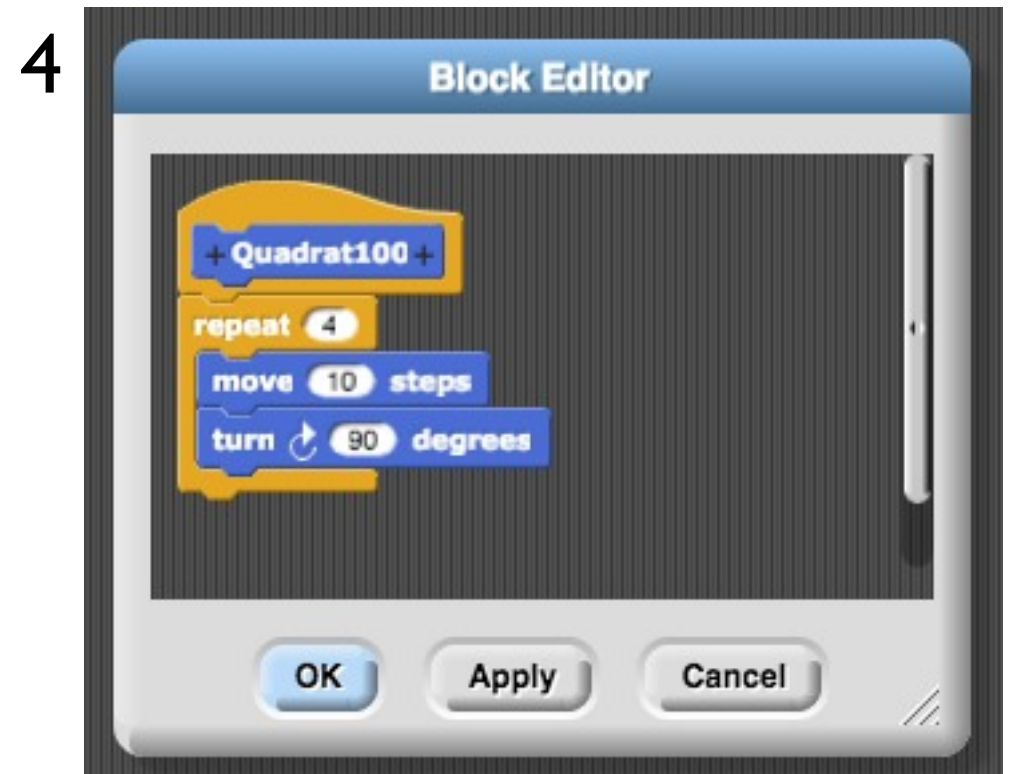 4
Block Editor
+ Quadrat100 +
repeat 4
move 10 steps
turn ↻ 90 degrees
OK Apply Cancel